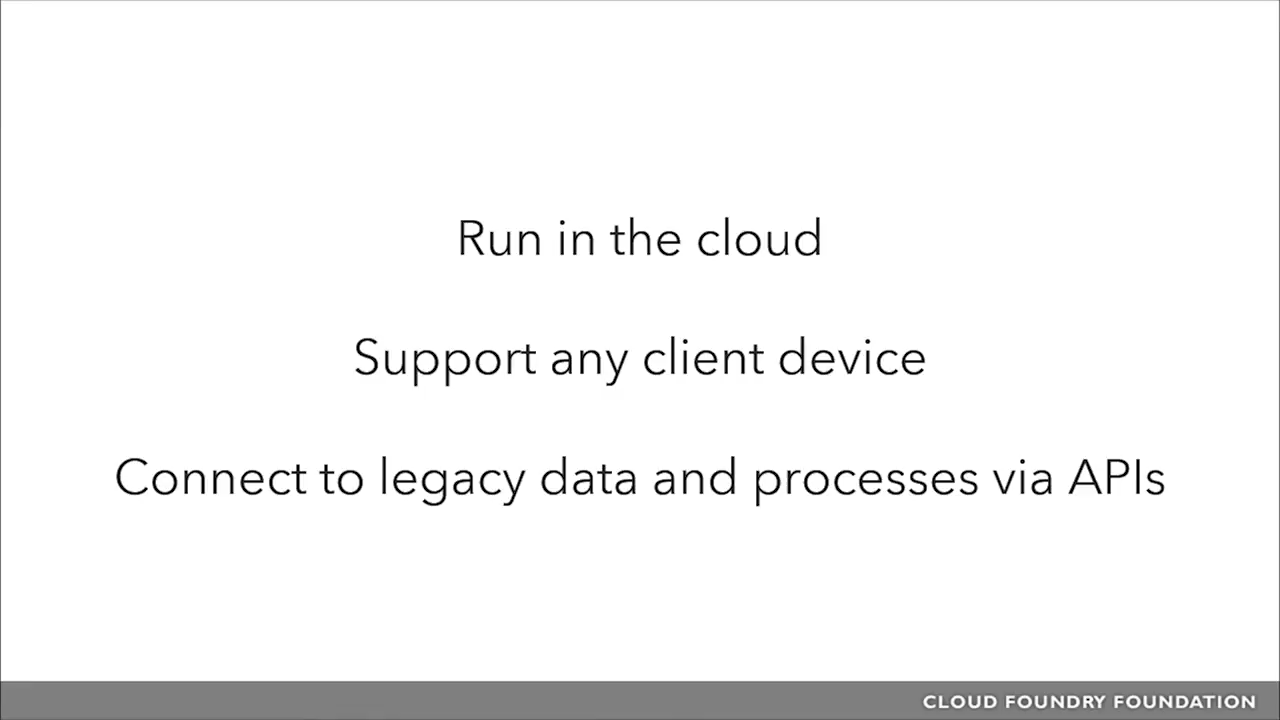 Run in the cloud
Support any client device
Connect to legacy data and processes via APIs
CLOUD FOUNDRY FOUNDATION